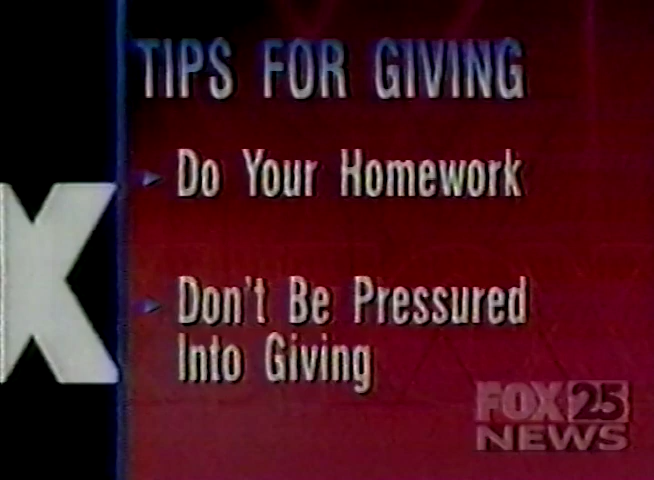 TIPS FOR GIVING
Do Your Homework
Don't Be Pressured
Into Giving
X
FOX 25
NEWS